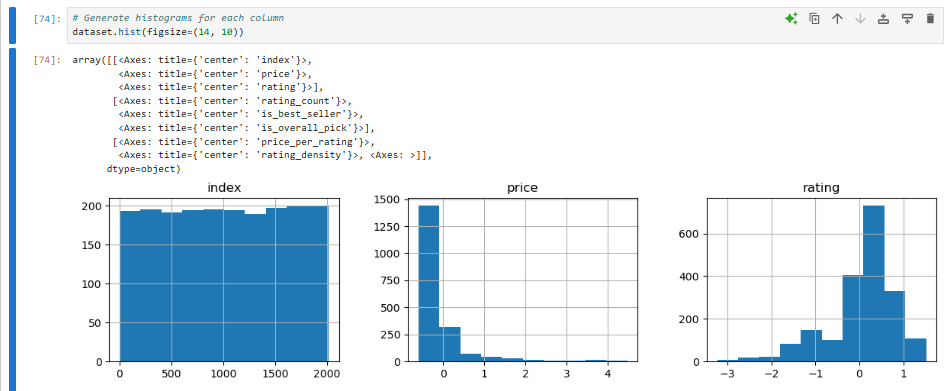 [74]: # Generate histograms for each column
dataset.hist(figsize=(14, 10))
[74]: array([[<Axes: title={'center': 'index'}>,
<Axes: title={'center': 'price'}>,
<Axes: title={'center': 'rating'}>],
[<Axes: title={'center': 'rating_count'}>,
<Axes: title={'center': 'is_best_seller'}>,
<Axes: title={'center': 'is_overall_pick'}>],
[<Axes: title={'center': 'price_per_rating'}>,
<Axes: title={'center': 'rating_density'}>, <Axes: >]],
dtype=object)
index
200
150
100
50
0
0 500 1000 1500 2000
price
1500
1250
1000
750
500
250
0
0 1 2 3 4
rating
600
400
200
0
−3 −2 −1 0 1